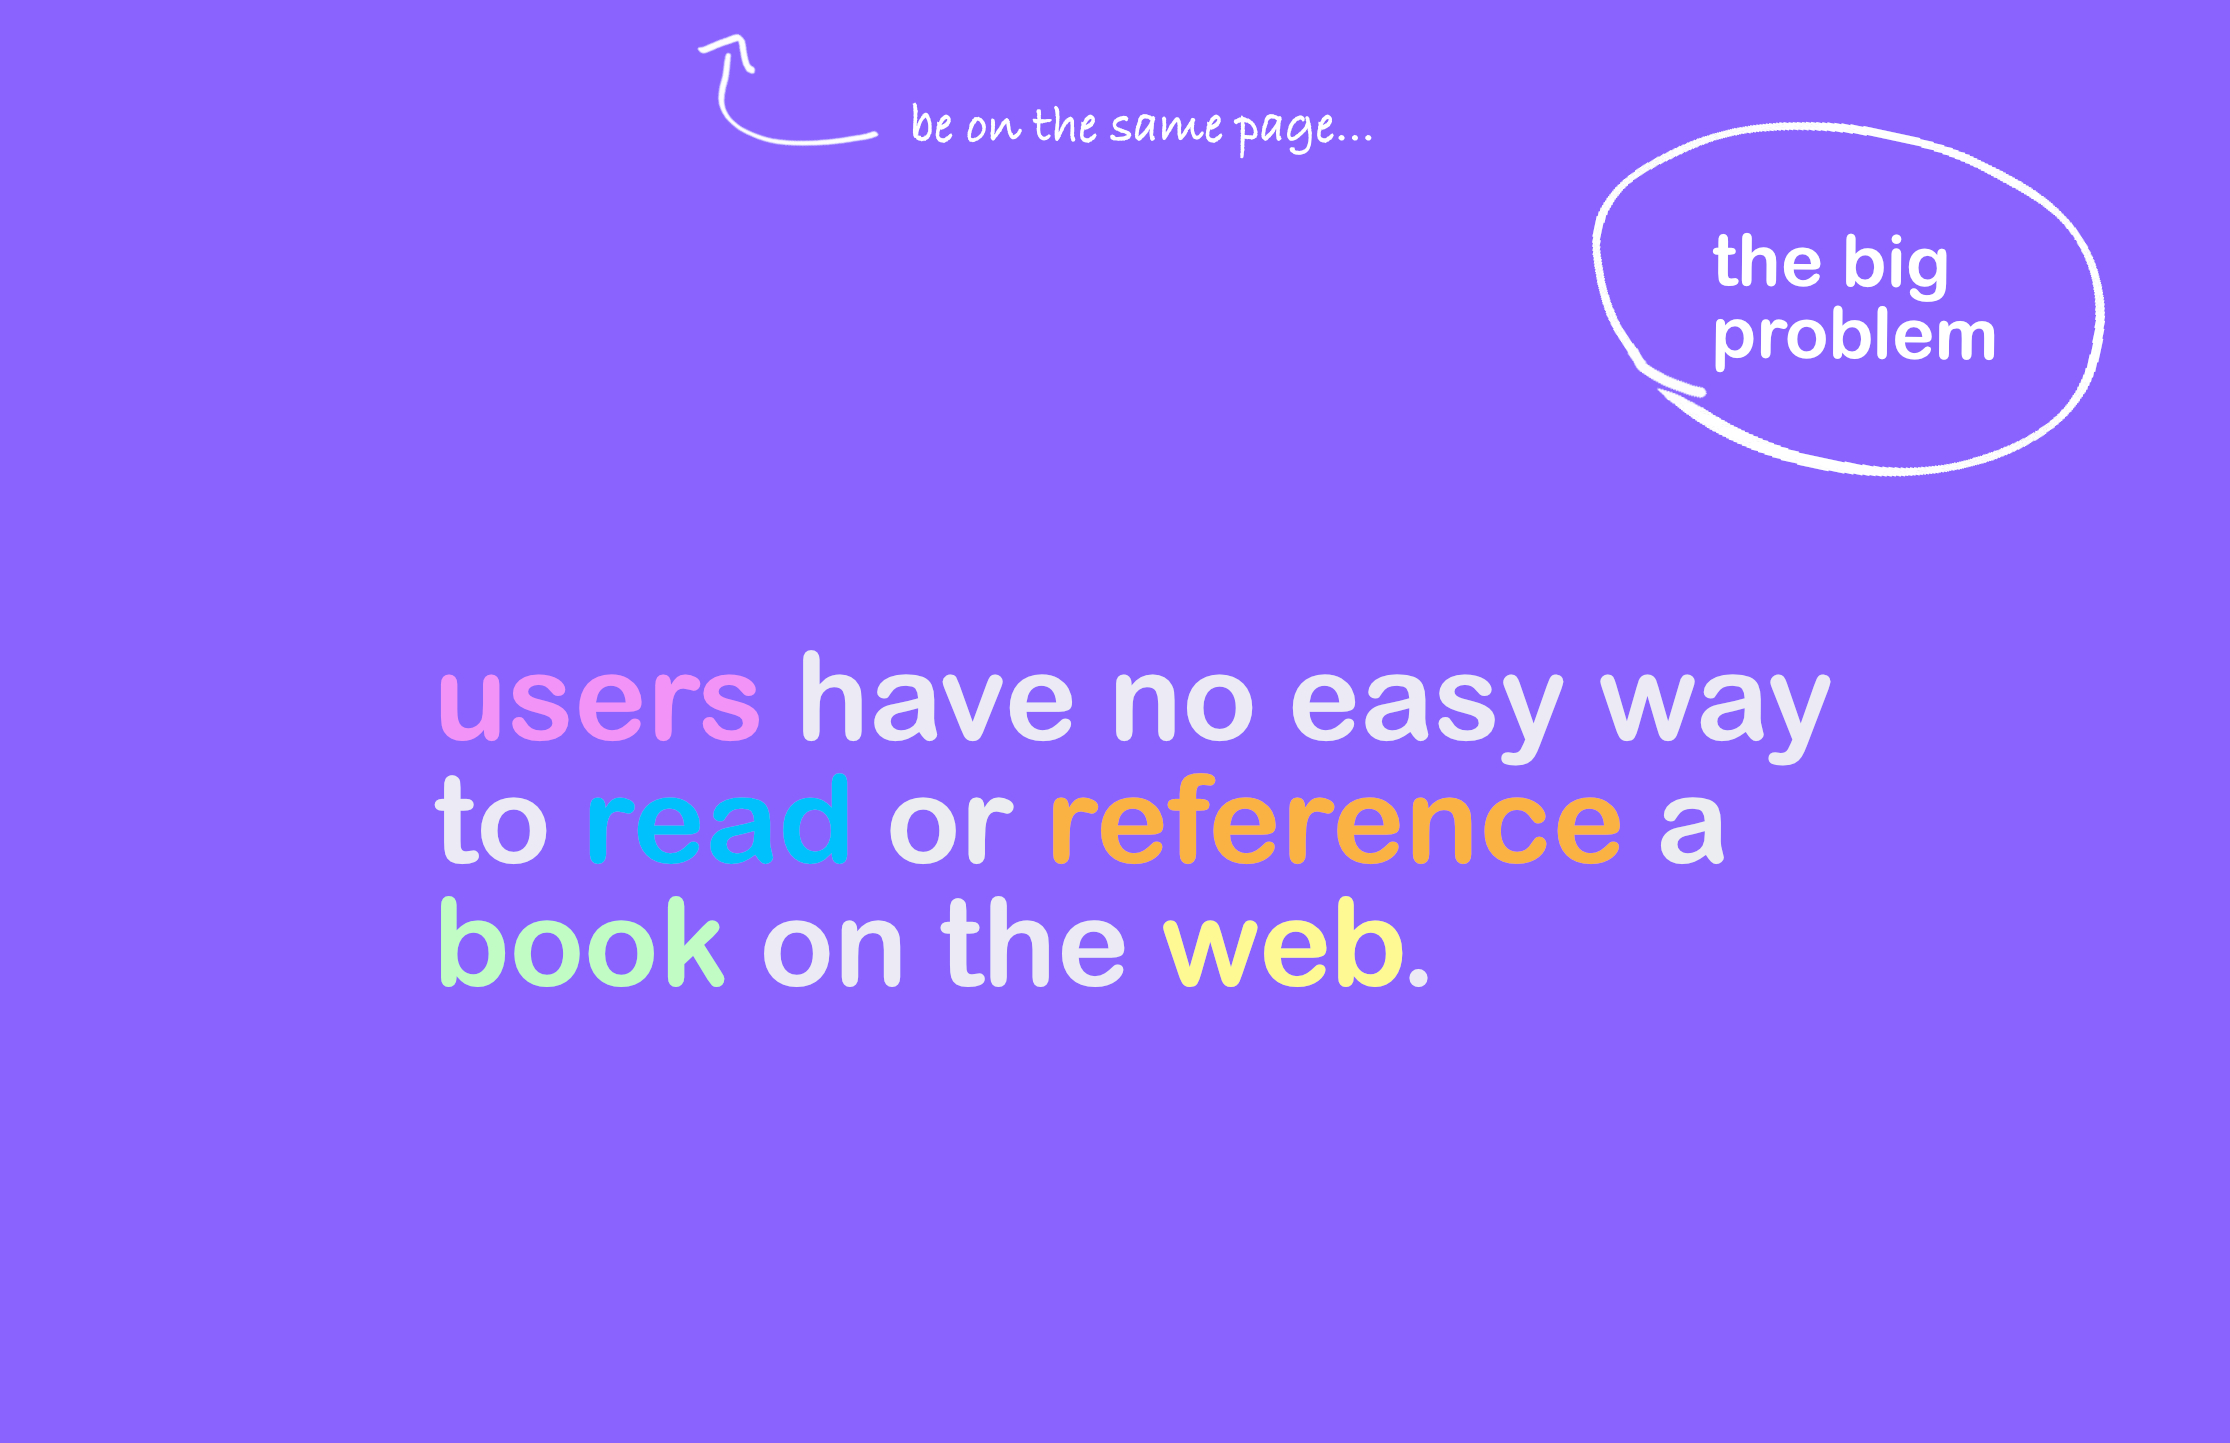 be on the same page...
the big
problem
users have no easy way
to read or reference a
book on the web.